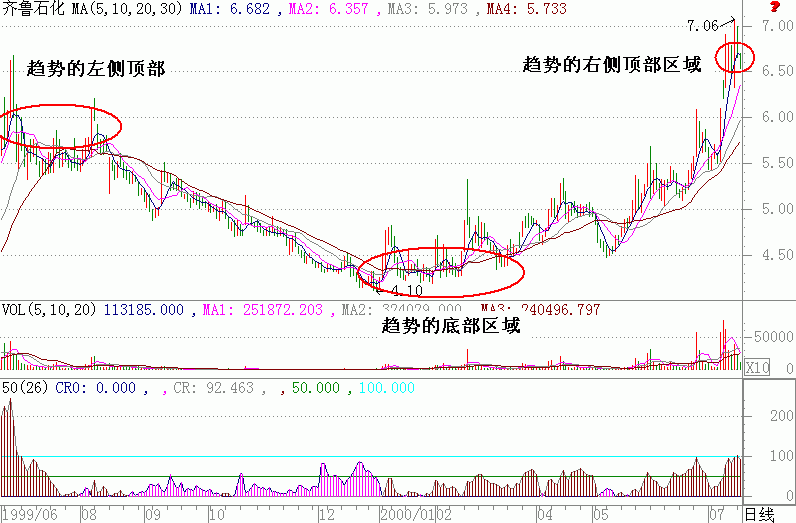 齐鲁石化 MA(5,10,20,30) MA1: 6.682 ,MA2: 6.357 ,MA3: 5.973 ,MA4: 5.733
?
7.06
7.00
趋势的左侧顶部
趋势的右侧顶部区域
6.50
6.00
5.50
5.00
4.50
4.10
VOL(5,10,20) 113185.000 ,MA1: 251872.203 ,MA2: 324029.000 MA3: 240496.797
趋势的底部区域
50000
X10
0
50(26) CR0: 0.000 , ,CR: 92.463 , ,50.000 ,100.000
200
100
0
1999/06 08 09 10 12 2000/01 02 04 05 07 日线